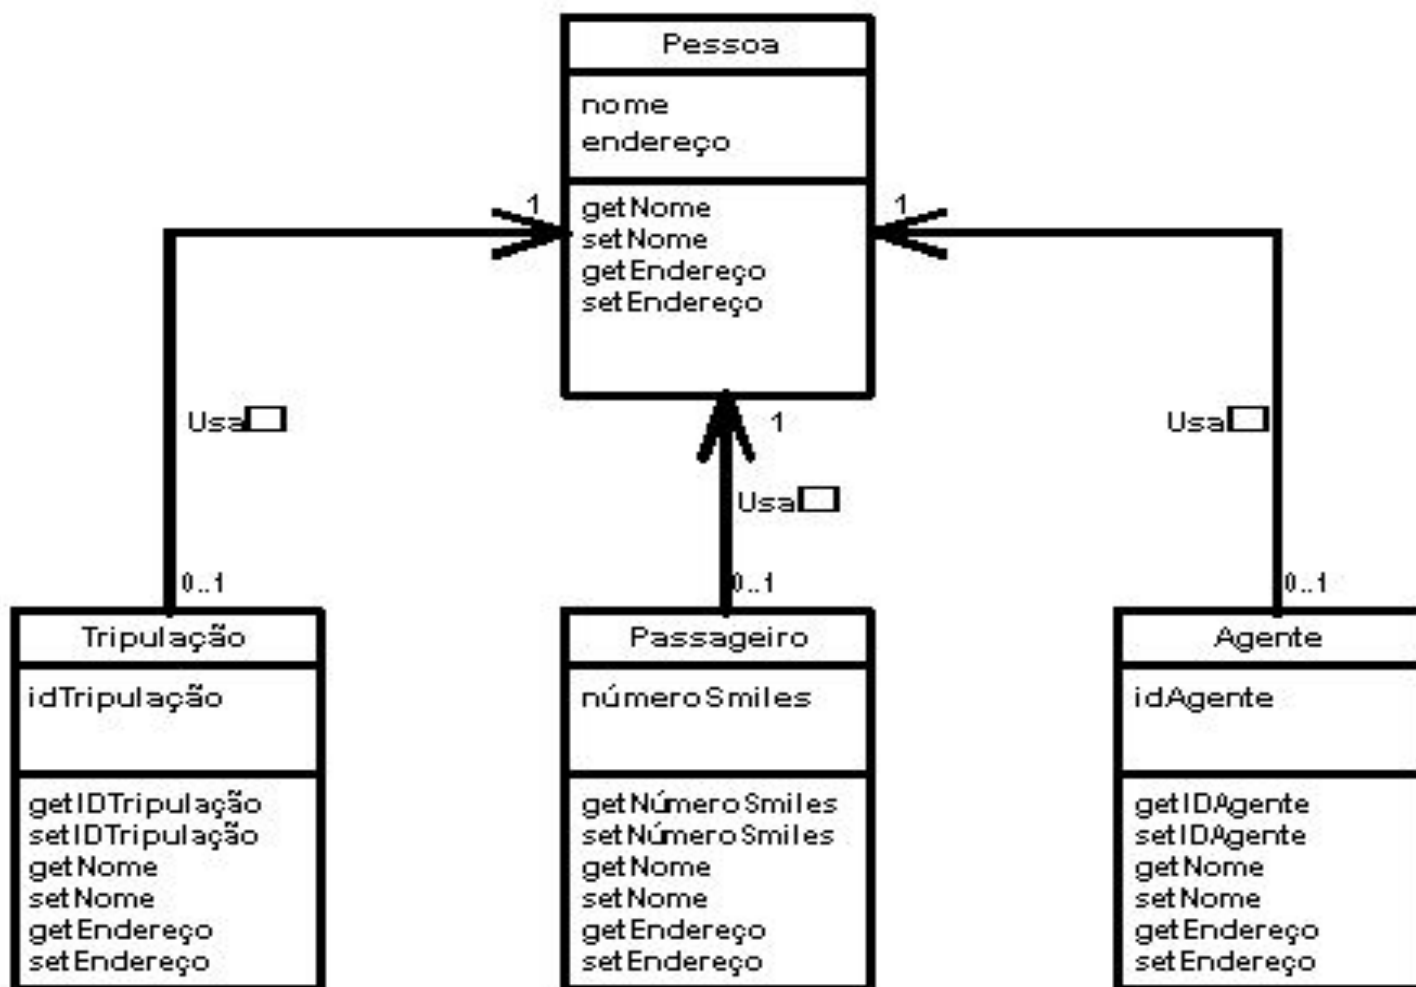 Pessoa
nome
endereço
getNome
setNome
getEndereço
setEndereço
1
1
1
Usa
Usa
Usa
0..1
0..1
0..1
Tripulação
idTripulação
getIDTripulação
setIDTripulação
getNome
setNome
getEndereço
setEndereço
Passageiro
númeroSmiles
getNúmeroSmiles
setNúmeroSmiles
getNome
setNome
getEndereço
setEndereço
Agente
idAgente
getIDAgente
setIDAgente
getNome
setNome
getEndereço
setEndereço